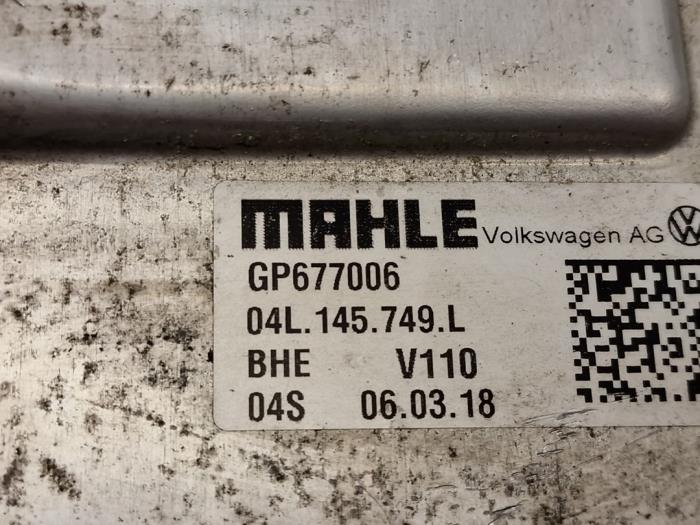 MAHLE Volkswagen AG
GP677006
04L.145.749.L
BHE V110
04S 06.03.18